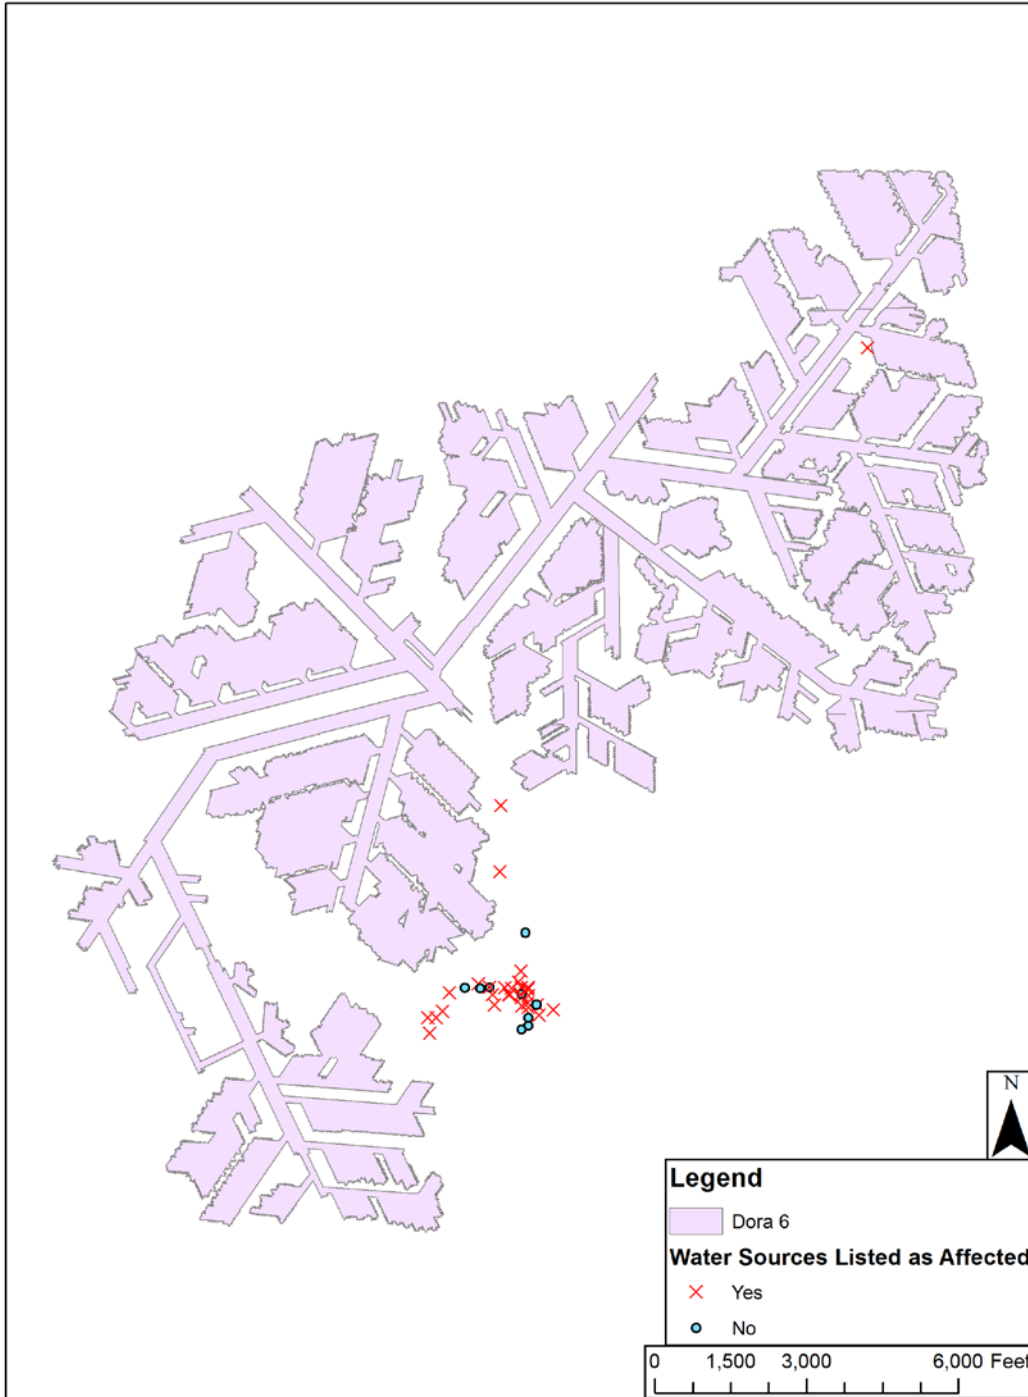 N
Legend
Dora 6
Water Sources Listed as Affected
Yes
No
0 1,500 3,000 6,000 Feet